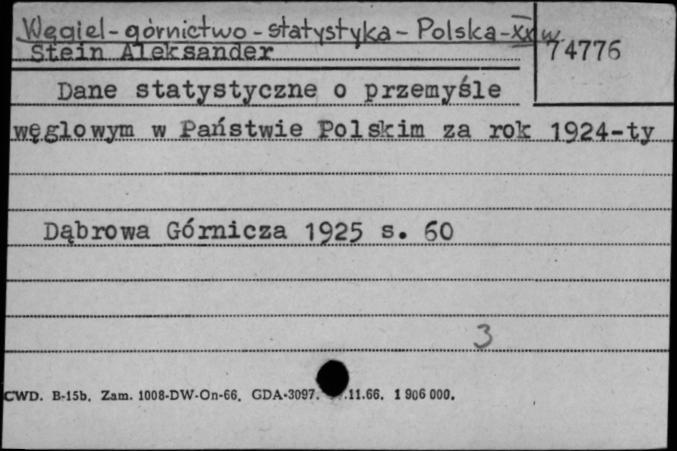 Węgiel - górnictwo - statystyka - Polska - XX w.
Stein Aleksander
74776
Dane statystyczne o przemyśle
węglowym w Państwie Polskim za rok 1924-ty
Dąbrowa Górnicza 1925 s. 60
3
CWD. B-15b. Zam. 1008-DW-On-66. GDA-3097. .11.66. 1 906 000.